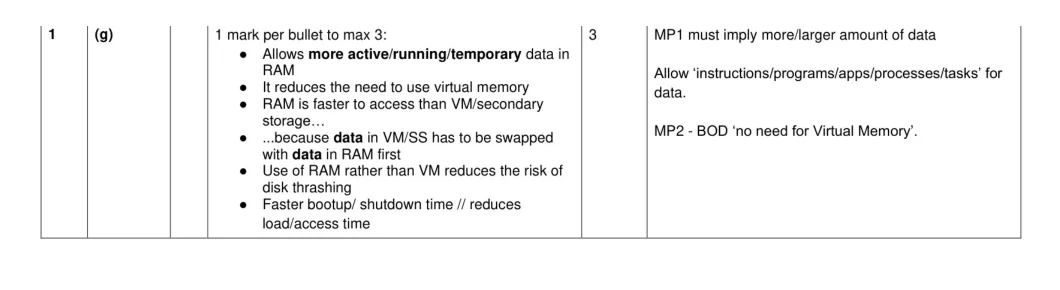 1 (g) 1 mark per bullet to max 3: 3 MP1 must imply more/larger amount of data
● Allows more active/running/temporary data in
RAM
● It reduces the need to use virtual memory
● RAM is faster to access than VM/secondary
storage…
● ...because data in VM/SS has to be swapped
with data in RAM first
● Use of RAM rather than VM reduces the risk of
disk thrashing
● Faster bootup/ shutdown time // reduces
load/access time
Allow ‘instructions/programs/apps/processes/tasks’ for
data.
MP2 - BOD ‘no need for Virtual Memory’.